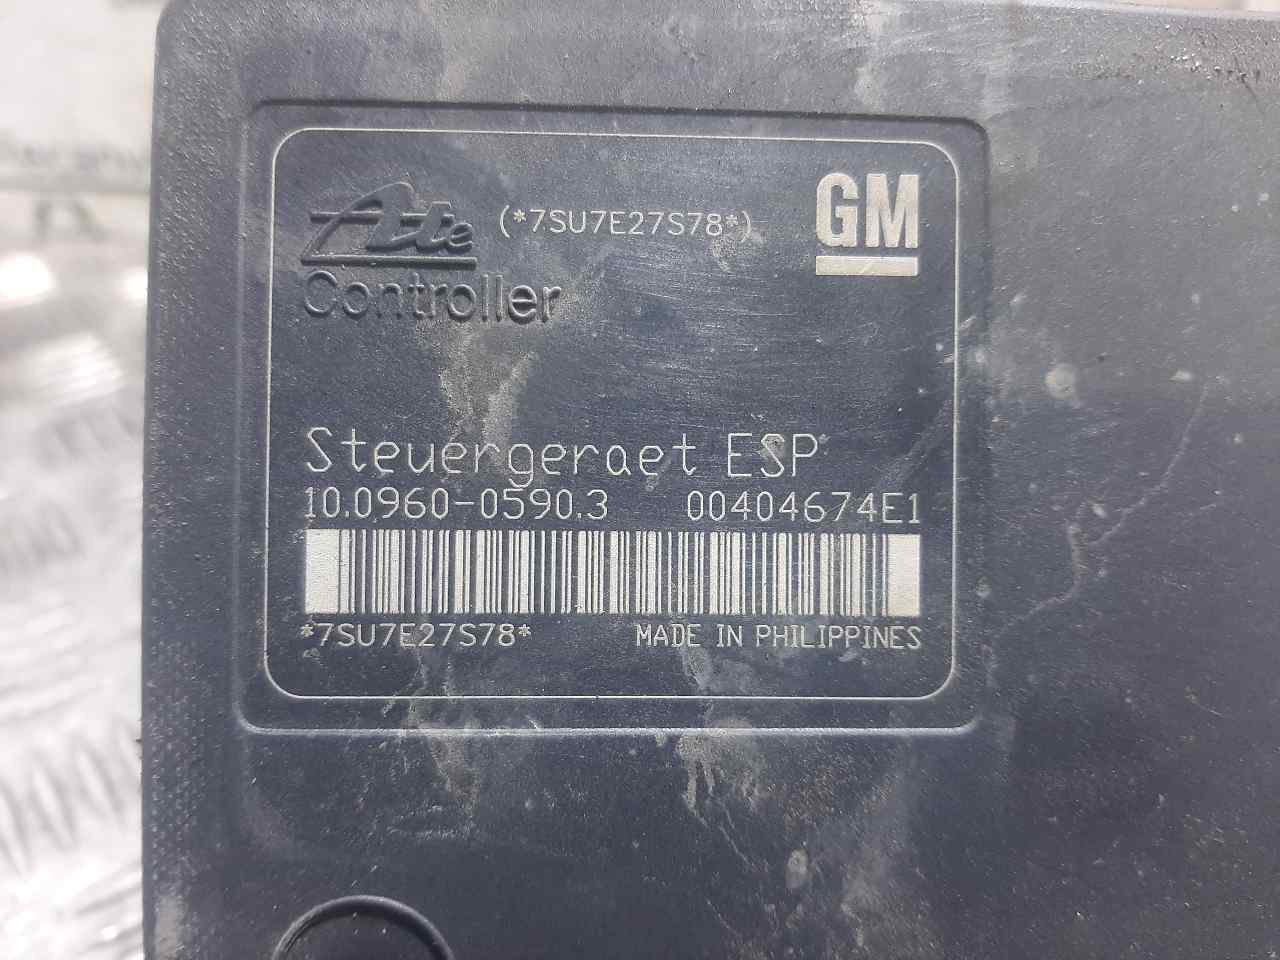 Ate (*7SU7E27S78*) GM
Controller
Steuergeraet ESP
10.0960-0590.3 00404674E1
*7SU7E27S78* MADE IN PHILIPPINES